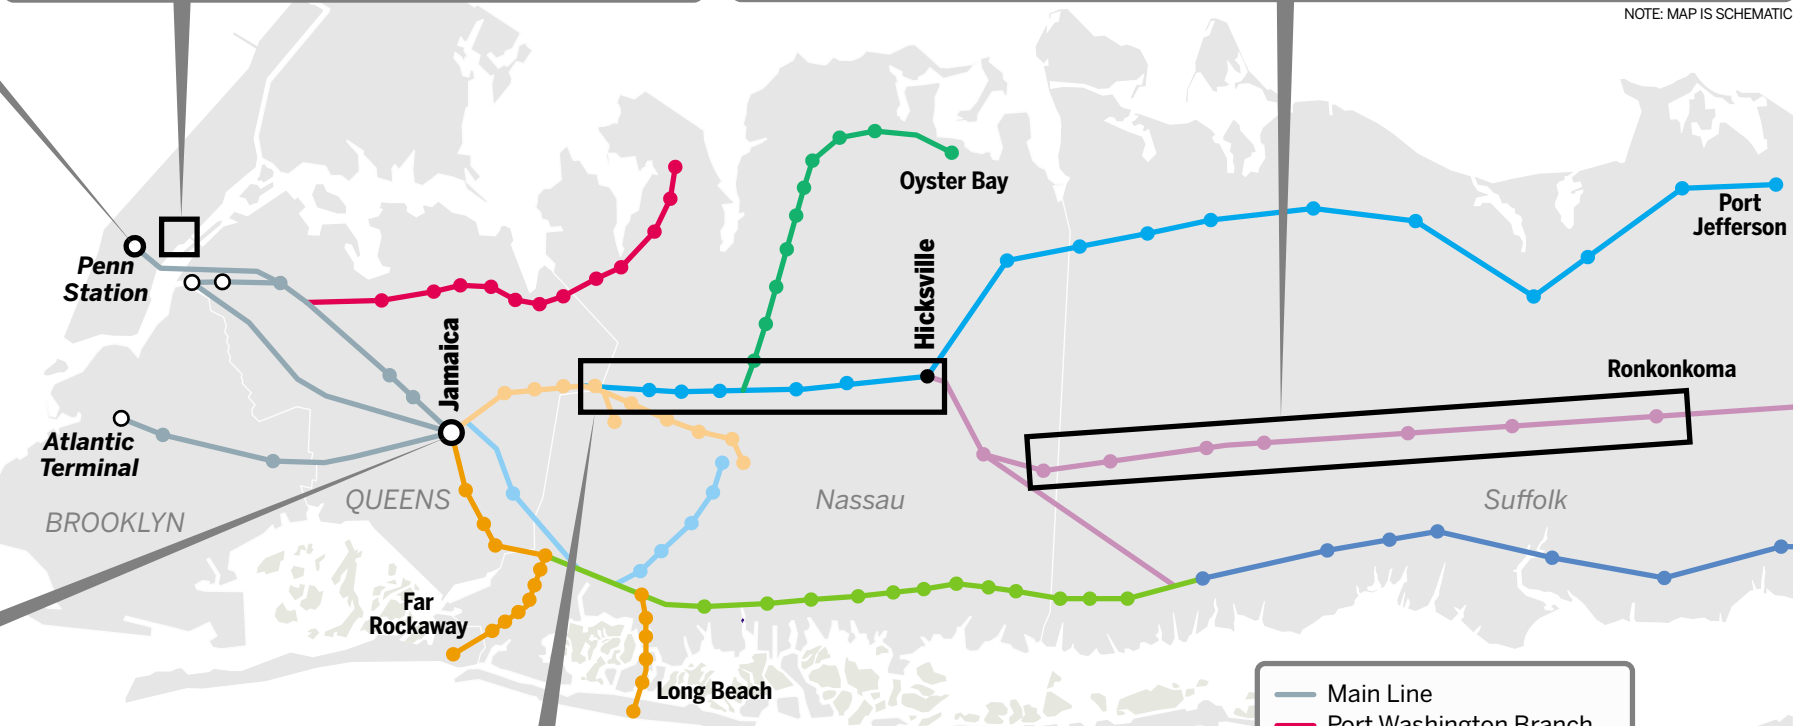 NOTE: MAP IS SCHEMATIC
Oyster Bay
Port
Jefferson
Penn
Station
Hicksville
Jamaica
Ronkonkoma
Atlantic
Terminal
QUEENS
Nassau
Suffolk
BROOKLYN
Far
Rockaway
Long Beach
Main Line
Port Washington Branch